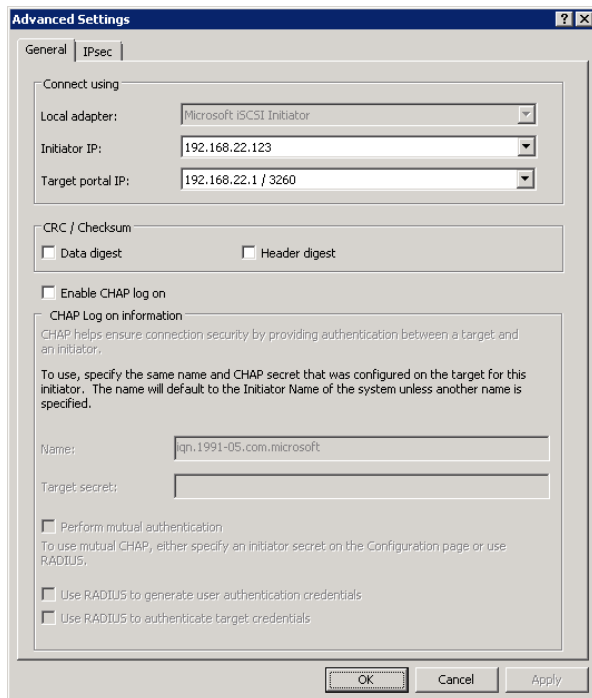 Advanced Settings
General IPsec
Connect using
Local adapter: Microsoft iSCSI Initiator
Initiator IP: 192.168.22.123
Target portal IP: 192.168.22.1 / 3260
CRC / Checksum
Data digest Header digest
Enable CHAP log on
CHAP Log on information
CHAP helps ensure connection security by providing authentication between a target and
an initiator.
To use, specify the same name and CHAP secret that was configured on the target for this
initiator. The name will default to the Initiator Name of the system unless another name is
specified.
Name: iqn.1991-05.com.microsoft
Target secret:
Perform mutual authentication
To use mutual CHAP, either specify an initiator secret on the Configuration page or use
RADIUS.
Use RADIUS to generate user authentication credentials
Use RADIUS to authenticate target credentials
OK Cancel Apply